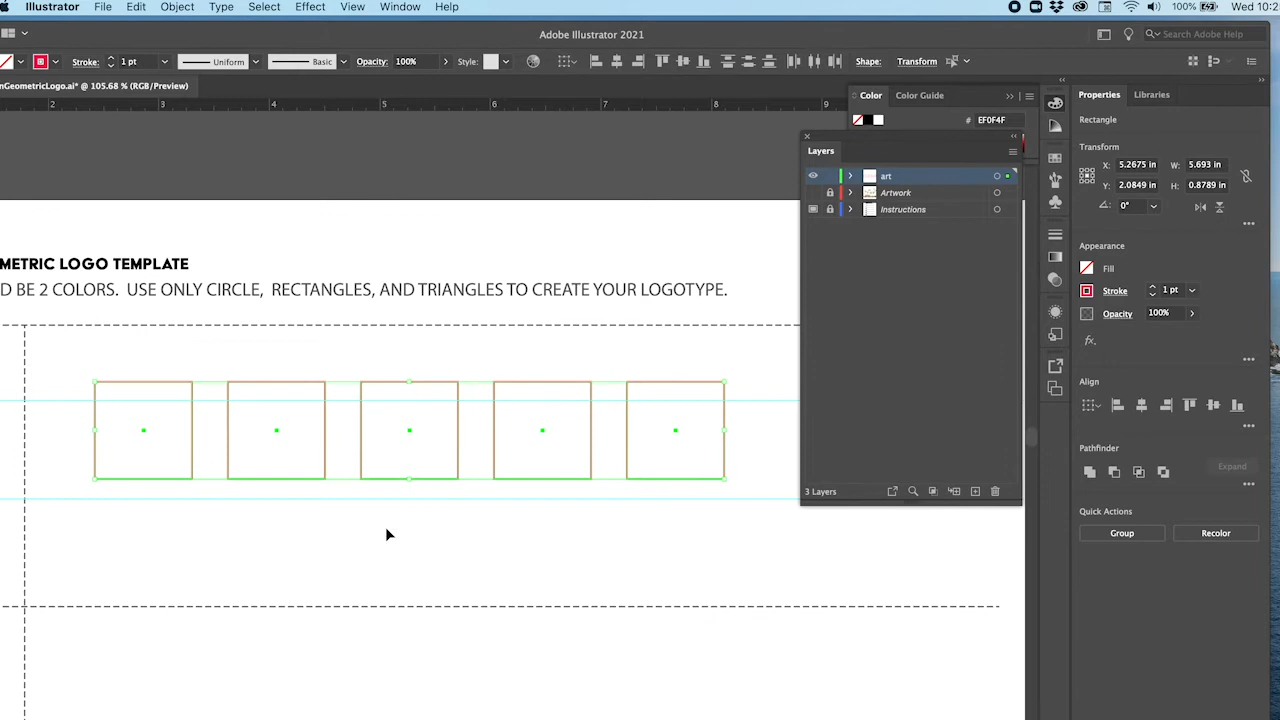 Illustrator File Edit Object Type Select Effect View Window Help 100% Wed 10:2
Adobe Illustrator 2021
Search Adobe Help
Stroke: 1 pt Uniform Basic Opacity: 100% Style: Shape: Transform
nGeometricLogo.ai* @ 105.68 % (RGB/Preview)
2 3 4 5 6 7 8 9
Color Color Guide
# EF0F4F
Layers
art
Artwork
Instructions
3 Layers
METRIC LOGO TEMPLATE
D BE 2 COLORS. USE ONLY CIRCLE, RECTANGLES, AND TRIANGLES TO CREATE YOUR LOGOTYPE.
Properties Libraries
Rectangle
Transform
X: 5.2675 in W: 5.693 in
Y: 2.0849 in H: 0.8789 in
0°
Appearance
Fill
Stroke 1 pt
Opacity 100%
fx.
Align
Pathfinder
Expand
Quick Actions
Group Recolor